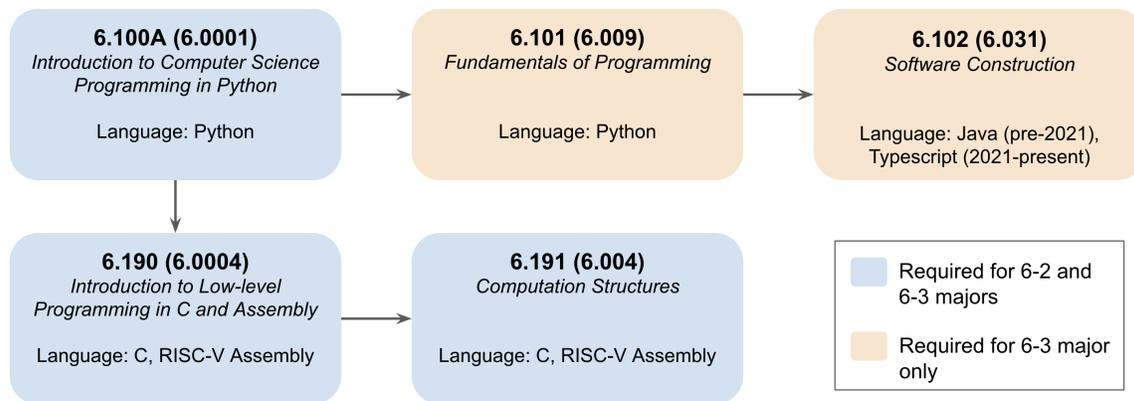 6.100A (6.0001)
Introduction to Computer Science
Programming in Python
Language: Python
6.101 (6.009)
Fundamentals of Programming
Language: Python
6.102 (6.031)
Software Construction
Language: Java (pre-2021),
Typescript (2021-present)
6.190 (6.0004)
Introduction to Low-level
Programming in C and Assembly
Language: C, RISC-V Assembly
6.191 (6.004)
Computation Structures
Language: C, RISC-V Assembly
Required for 6-2 and
6-3 majors
Required for 6-3 major
only